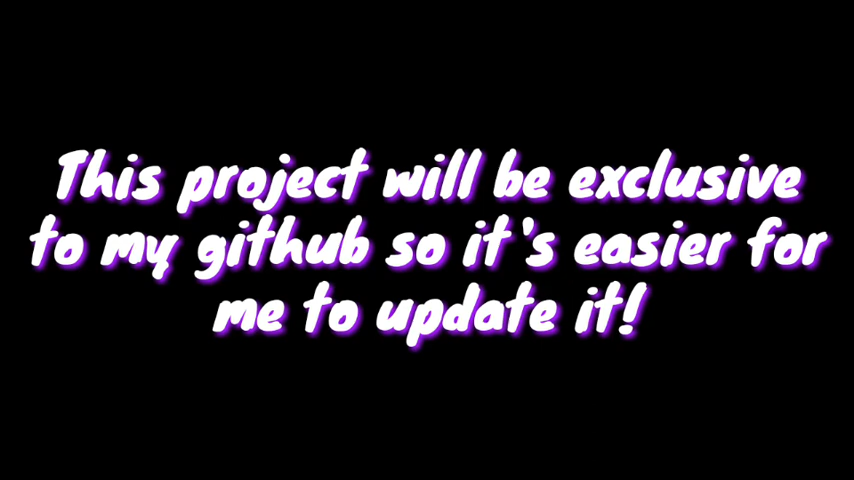 This project will be exclusive
to my github so it's easier for
me to update it!